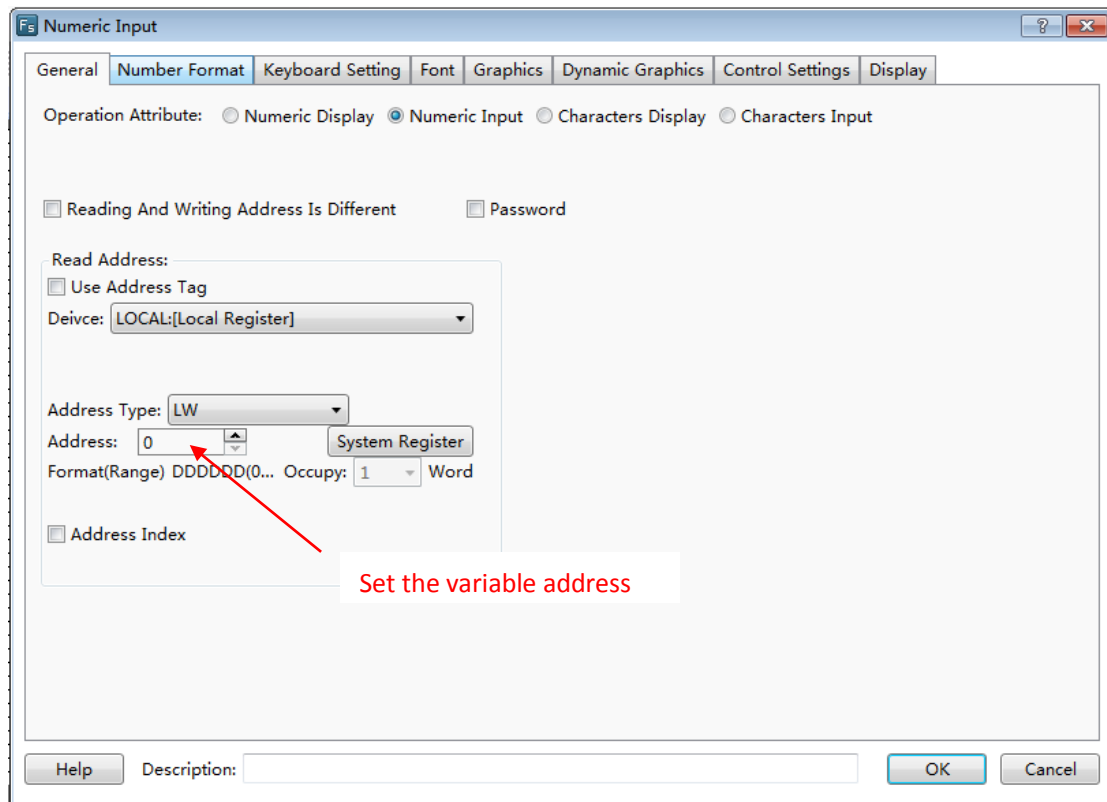 Fs Numeric Input
General Number Format Keyboard Setting Font Graphics Dynamic Graphics Control Settings Display
Operation Attribute: Numeric Display Numeric Input Characters Display Characters Input
Reading And Writing Address Is Different Password
Read Address:
Use Address Tag
Deivce: LOCAL:[Local Register]
Address Type: LW
Address: 0 System Register
Format(Range) DDDDDD(0... Occupy: 1 Word
Address Index
Set the variable address
Help Description: OK Cancel